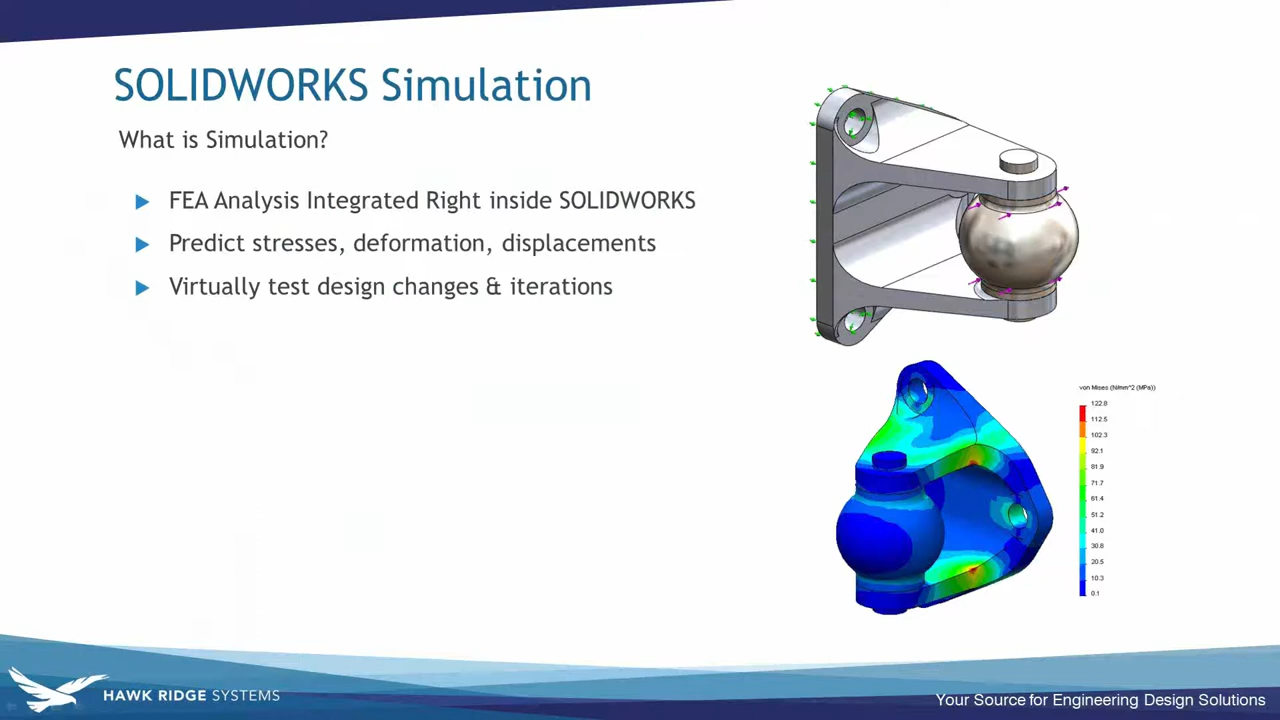 SOLIDWORKS Simulation
What is Simulation?
FEA Analysis Integrated Right inside SOLIDWORKS
Predict stresses, deformation, displacements
Virtually test design changes & iterations
von Mises (N/mm^2 (MPa))
122.8
112.5
102.3
92.1
81.9
71.7
61.4
51.2
41.0
30.8
20.5
10.3
0.1
HAWK RIDGE SYSTEMS
Your Source for Engineering Design Solutions